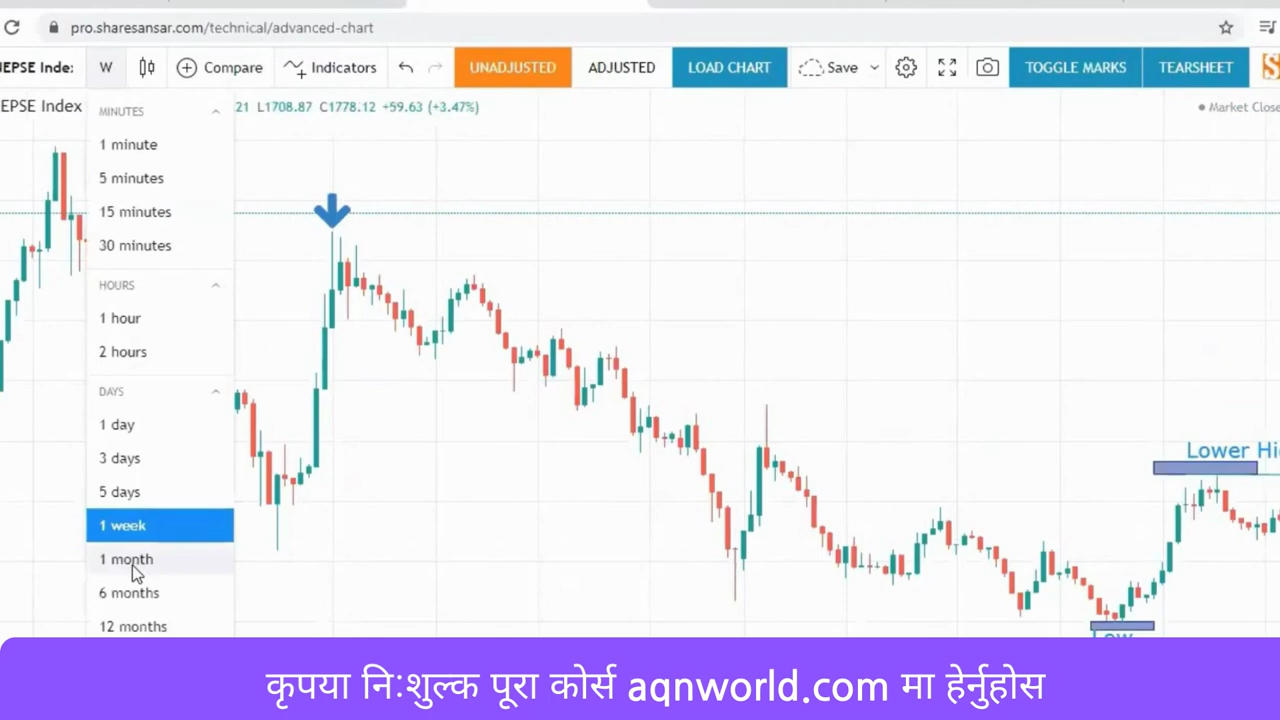 pro.sharesansar.com/technical/advanced-chart
NEPSE Inde: W Compare Indicators UNADJUSTED ADJUSTED LOAD CHART Save TOGGLE MARKS TEARSHEET
EPSE Index 21 L1708.87 C1778.12 +59.63 (+3.47%) Market Close
MINUTES
1 minute
5 minutes
15 minutes
30 minutes
HOURS
1 hour
2 hours
DAYS
1 day
3 days
5 days
1 week
1 month
6 months
12 months
Lower Hi
Low
कृपया निःशुल्क पूरा कोर्स aqnworld.com मा हेर्नुहोस